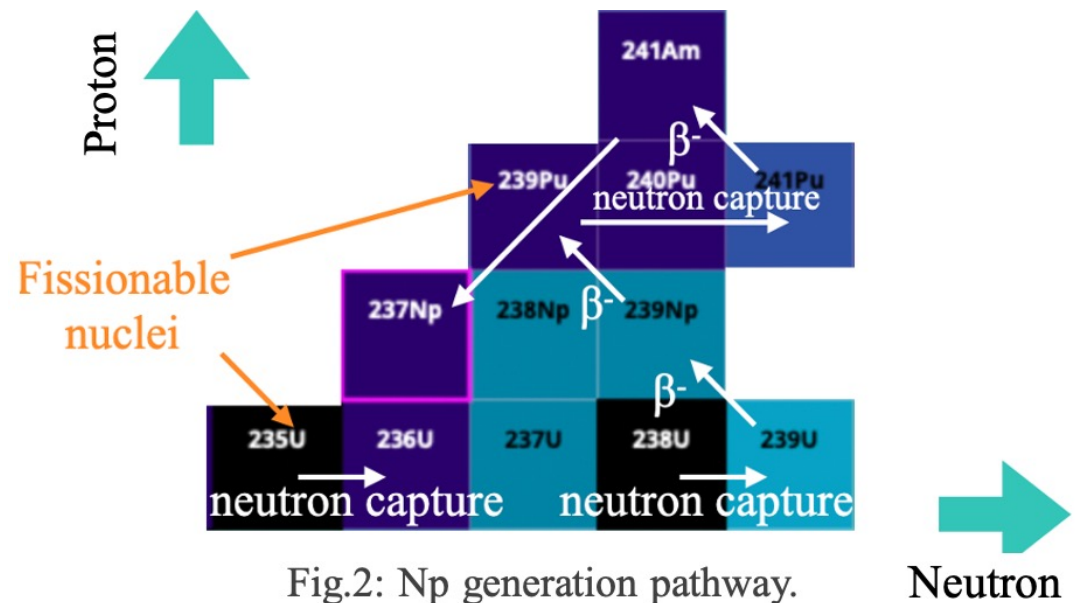 Proton
241Am
β-
239Pu
240Pu
241Pu
neutron capture
Fissionable
nuclei
237Np
238Np
β-
239Np
β-
235U
236U
237U
238U
239U
neutron capture
neutron capture
Fig.2: Np generation pathway.
Neutron